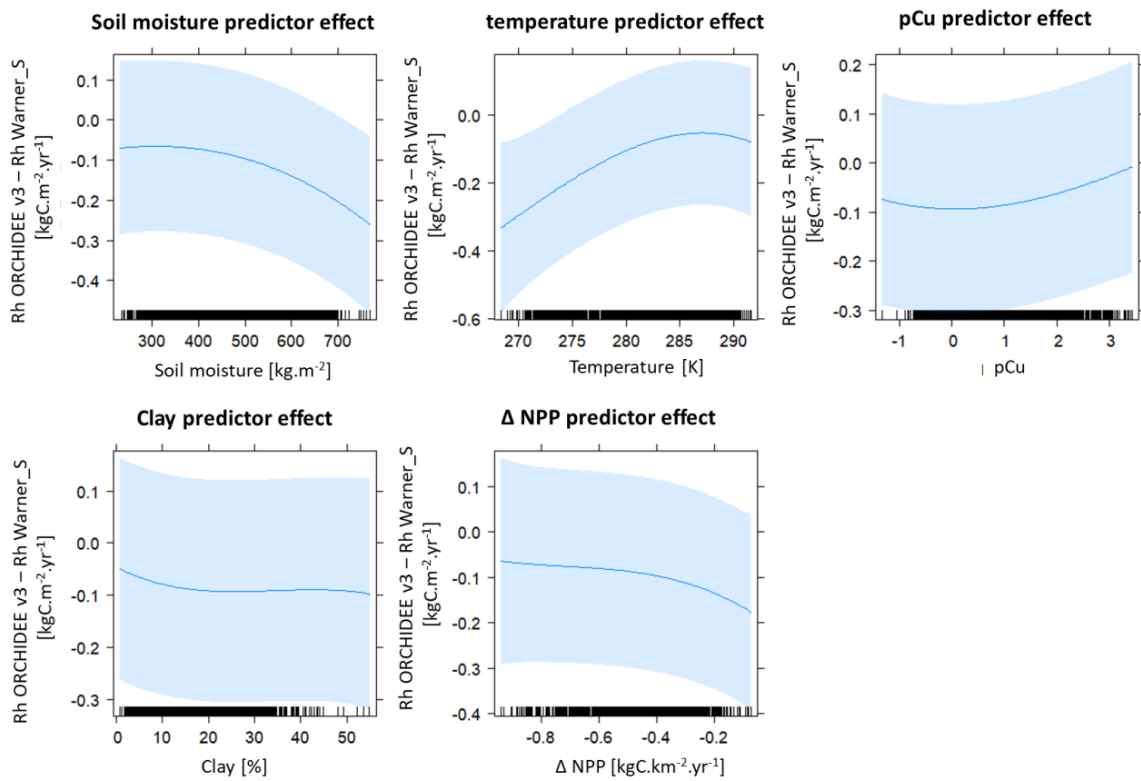 Soil moisture predictor effect
Rh ORCHIDEE v3 – Rh Warner_S
[kgC.m⁻².yr⁻¹]
0.1
0.0
-0.1
-0.2
-0.3
-0.4
300 400 500 600 700
Soil moisture [kg.m⁻²]
temperature predictor effect
Rh ORCHIDEE v3 – Rh Warner_S
[kgC.m⁻².yr⁻¹]
0.0
-0.2
-0.4
-0.6
270 275 280 285 290
Temperature [K]
pCu predictor effect
Rh ORCHIDEE v3 – Rh Warner_S
[kgC.m⁻².yr⁻¹]
0.2
0.1
0.0
-0.1
-0.2
-0.3
-1 0 1 2 3
pCu
Clay predictor effect
Rh ORCHIDEE v3 – Rh Warner_S
[kgC.m⁻².yr⁻¹]
0.1
0.0
-0.1
-0.2
-0.3
0 10 20 30 40 50
Clay [%]
Δ NPP predictor effect
Rh ORCHIDEE v3 – Rh Warner_S
[kgC.m⁻².yr⁻¹]
0.1
0.0
-0.1
-0.2
-0.3
-0.4
-0.8 -0.6 -0.4 -0.2
Δ NPP [kgC.km⁻².yr⁻¹]